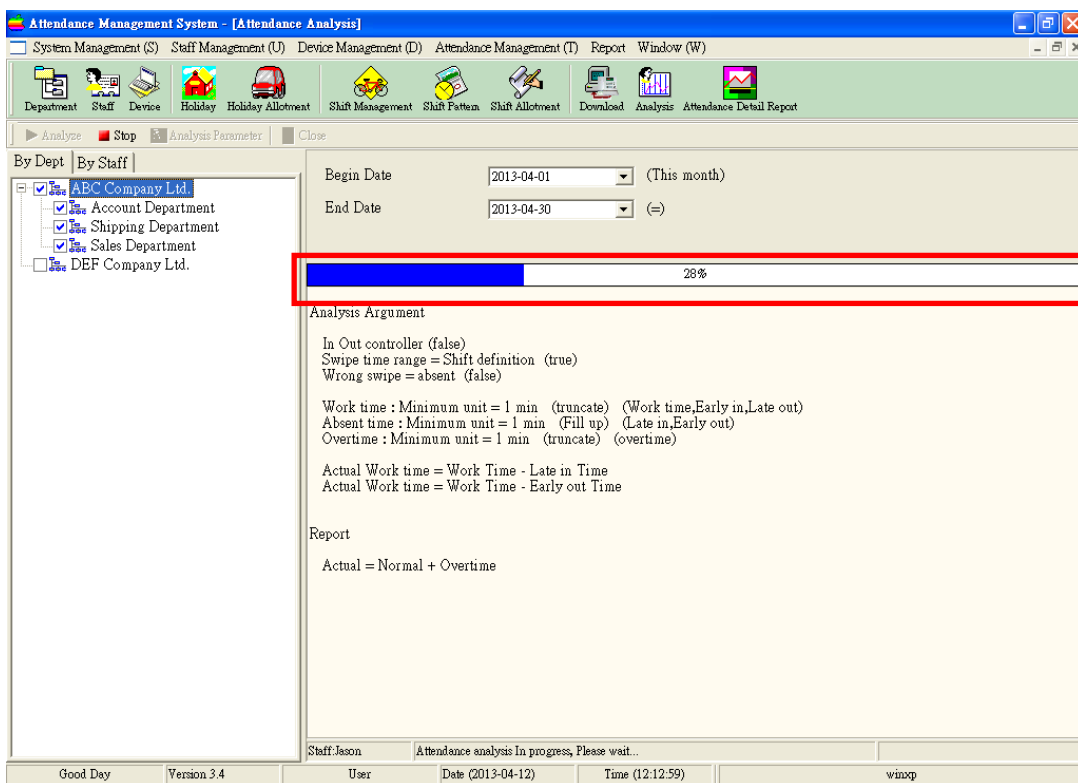 Attendance Management System - [Attendance Analysis]
System Management (S) Staff Management (U) Device Management (D) Attendance Management (T) Report Window (W)
Department Staff Device Holiday Holiday Allotment Shift Management Shift Pattern Shift Allotment Download Analysis Attendance Detail Report
Analyze Stop Analysis Parameter Close
By Dept By Staff
ABC Company Ltd.
Account Department
Shipping Department
Sales Department
DEF Company Ltd.
Begin Date 2013-04-01 (This month)
End Date 2013-04-30 (=)
28%
Analysis Argument
In Out controller (false)
Swipe time range = Shift definition (true)
Wrong swipe = absent (false)
Work time : Minimum unit = 1 min (truncate) (Work time,Early in,Late out)
Absent time : Minimum unit = 1 min (Fill up) (Late in,Early out)
Overtime : Minimum unit = 1 min (truncate) (overtime)
Actual Work time = Work Time - Late in Time
Actual Work time = Work Time - Early out Time
Report
Actual = Normal + Overtime
Staff:Jason Attendance analysis In progress, Please wait...
Good Day Version 3.4 User Date (2013-04-12) Time (12:12:59) winxp